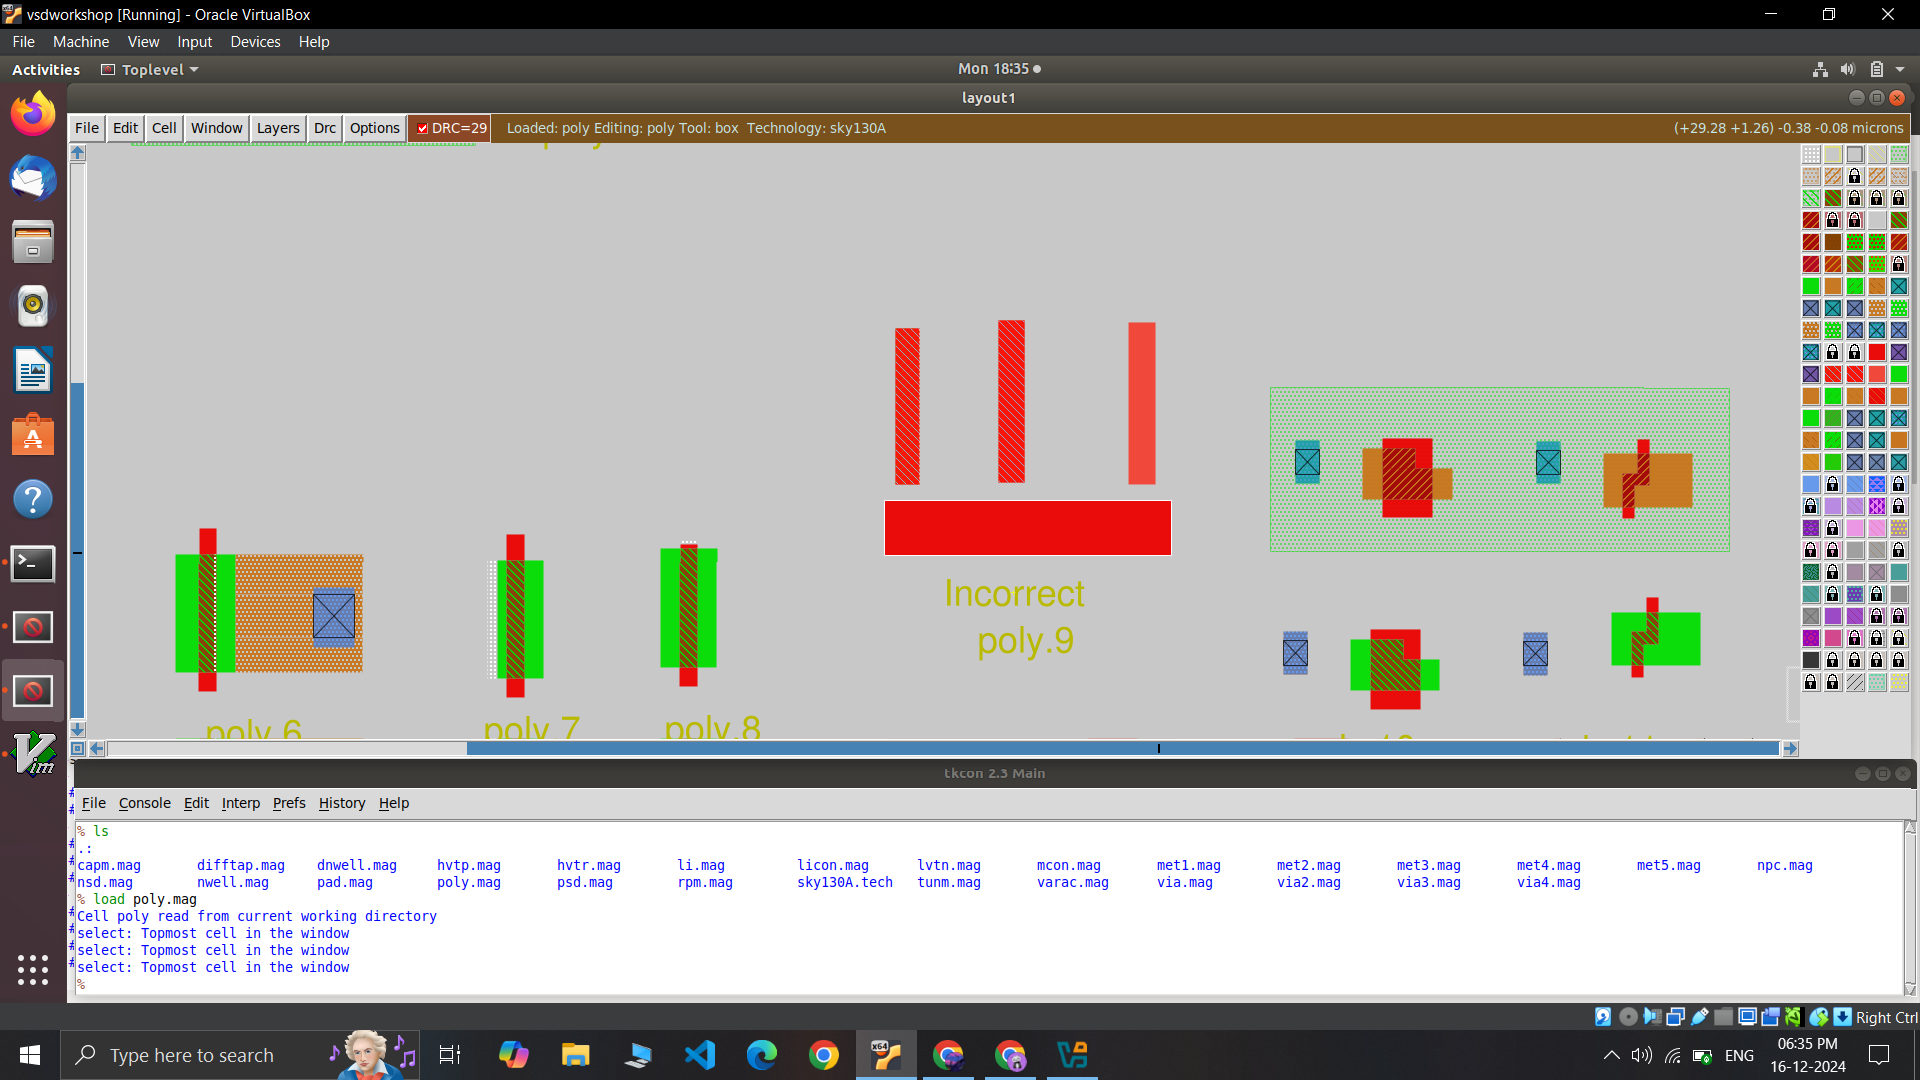 vsdworkshop [Running] - Oracle VirtualBox
File Machine View Input Devices Help
Activities Toplevel Mon 18:35
layout1
File Edit Cell Window Layers Drc Options DRC=29 Loaded: poly Editing: poly Tool: box Technology: sky130A (+29.28 +1.26) -0.38 -0.08 microns
Incorrect
poly.9
poly.6 poly.7 poly.8
tkcon 2.3 Main
File Console Edit Interp Prefs History Help
% ls
.:
capm.mag difftap.mag dnwell.mag hvtp.mag hvtr.mag li.mag licon.mag lvtn.mag mcon.mag met1.mag met2.mag met3.mag met4.mag met5.mag npc.mag
nsd.mag nwell.mag pad.mag poly.mag psd.mag rpm.mag sky130A.tech tunm.mag varac.mag via.mag via2.mag via3.mag via4.mag
% load poly.mag
Cell poly read from current working directory
select: Topmost cell in the window
select: Topmost cell in the window
select: Topmost cell in the window
%
Right Ctrl
Type here to search
ENG
06:35 PM
16-12-2024